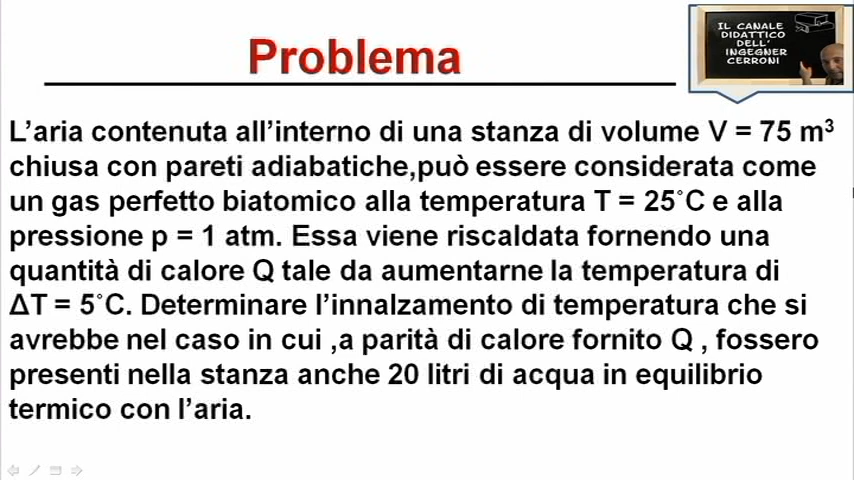 Problema
IL CANALE
DIDATTICO
DELL'
INGEGNER
CERRONI
L’aria contenuta all’interno di una stanza di volume V = 75 m³
chiusa con pareti adiabatiche,può essere considerata come
un gas perfetto biatomico alla temperatura T = 25°C e alla
pressione p = 1 atm. Essa viene riscaldata fornendo una
quantità di calore Q tale da aumentarne la temperatura di
ΔT = 5°C. Determinare l’innalzamento di temperatura che si
avrebbe nel caso in cui ,a parità di calore fornito Q , fossero
presenti nella stanza anche 20 litri di acqua in equilibrio
termico con l’aria.